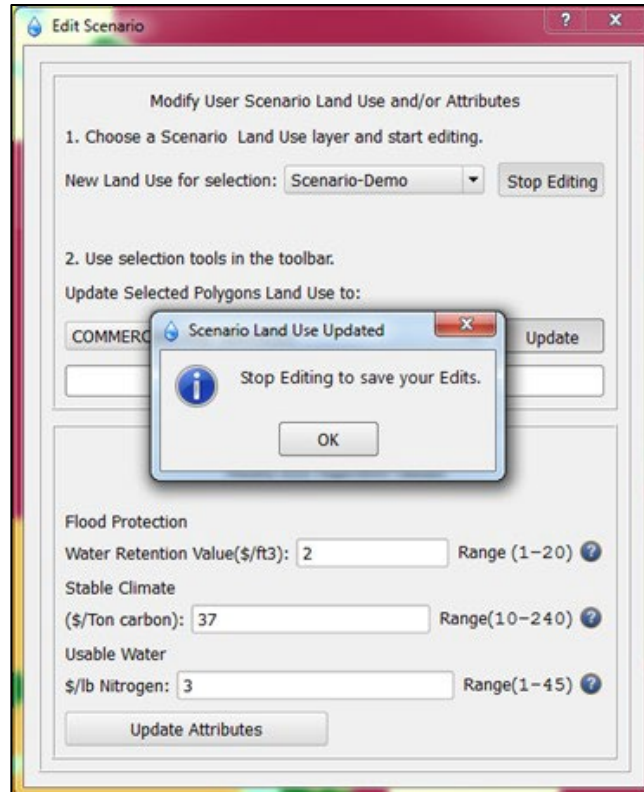 Edit Scenario
Modify User Scenario Land Use and/or Attributes
1. Choose a Scenario Land Use layer and start editing.
New Land Use for selection: Scenario-Demo Stop Editing
2. Use selection tools in the toolbar.
Update Selected Polygons Land Use to:
COMMERC Update
Scenario Land Use Updated
Stop Editing to save your Edits.
OK
Flood Protection
Water Retention Value($/ft3): 2 Range (1-20) ?
Stable Climate
($/Ton carbon): 37 Range(10-240) ?
Usable Water
$/lb Nitrogen: 3 Range(1-45) ?
Update Attributes